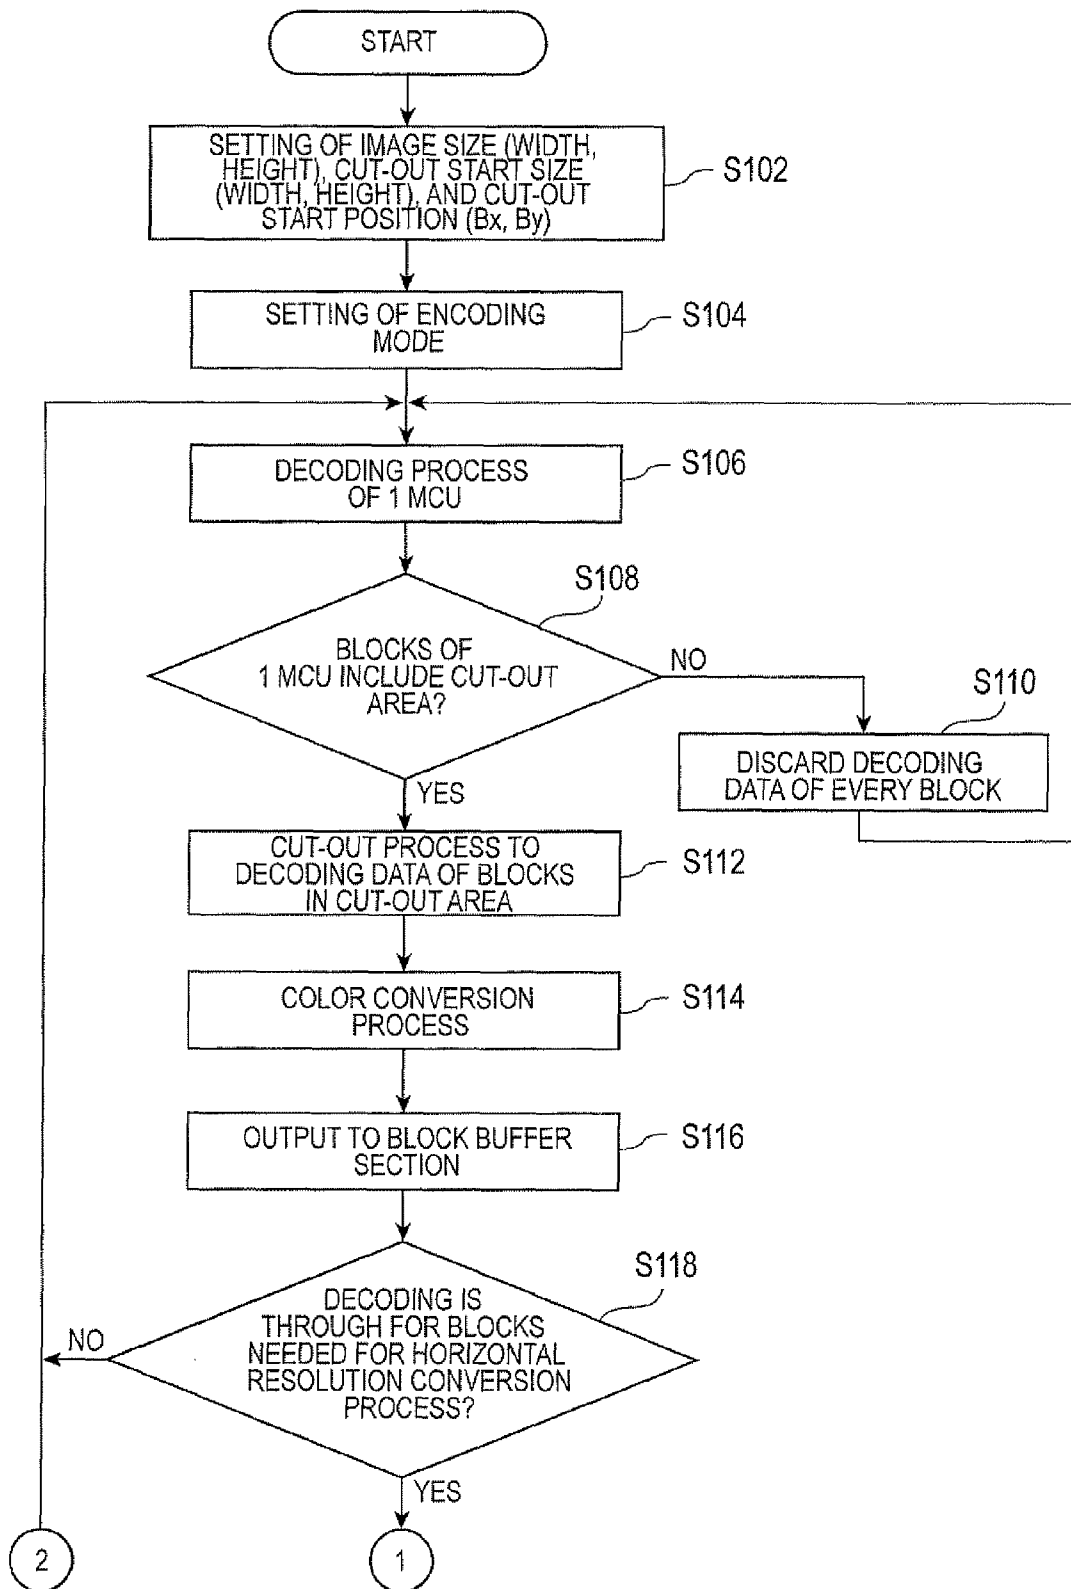 START
SETTING OF IMAGE SIZE (WIDTH,
HEIGHT), CUT-OUT START SIZE
(WIDTH, HEIGHT), AND CUT-OUT
START POSITION (Bx, By)
S102
SETTING OF ENCODING
MODE
S104
DECODING PROCESS
OF 1 MCU
S106
S108
BLOCKS OF
1 MCU INCLUDE CUT-OUT
AREA?
NO
S110
DISCARD DECODING
DATA OF EVERY BLOCK
YES
CUT-OUT PROCESS TO
DECODING DATA OF BLOCKS
IN CUT-OUT AREA
S112
COLOR CONVERSION
PROCESS
S114
OUTPUT TO BLOCK BUFFER
SECTION
S116
S118
DECODING IS
THROUGH FOR BLOCKS
NEEDED FOR HORIZONTAL
RESOLUTION CONVERSION
PROCESS?
NO
YES
2
1